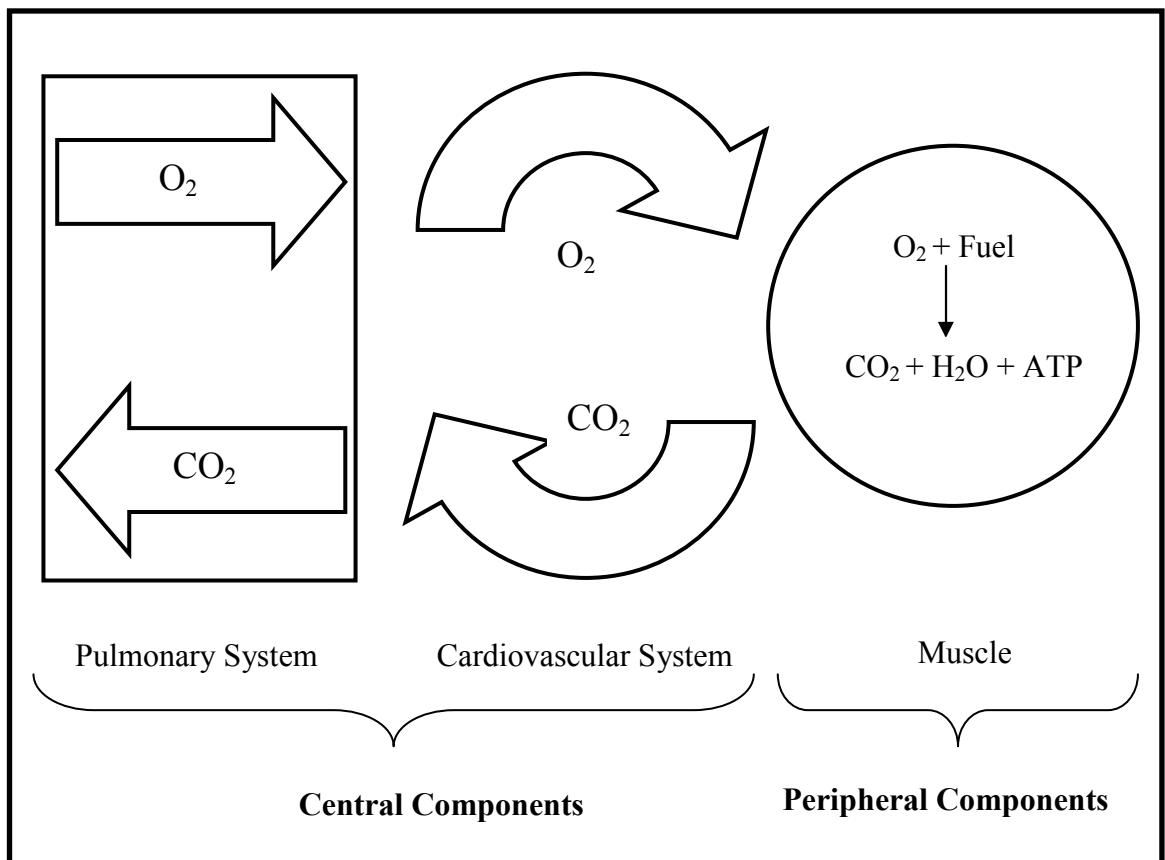 O₂
O₂
O₂ + Fuel
CO₂ + H₂O + ATP
CO₂
CO₂
Pulmonary System
Cardiovascular System
Muscle
Central Components
Peripheral Components